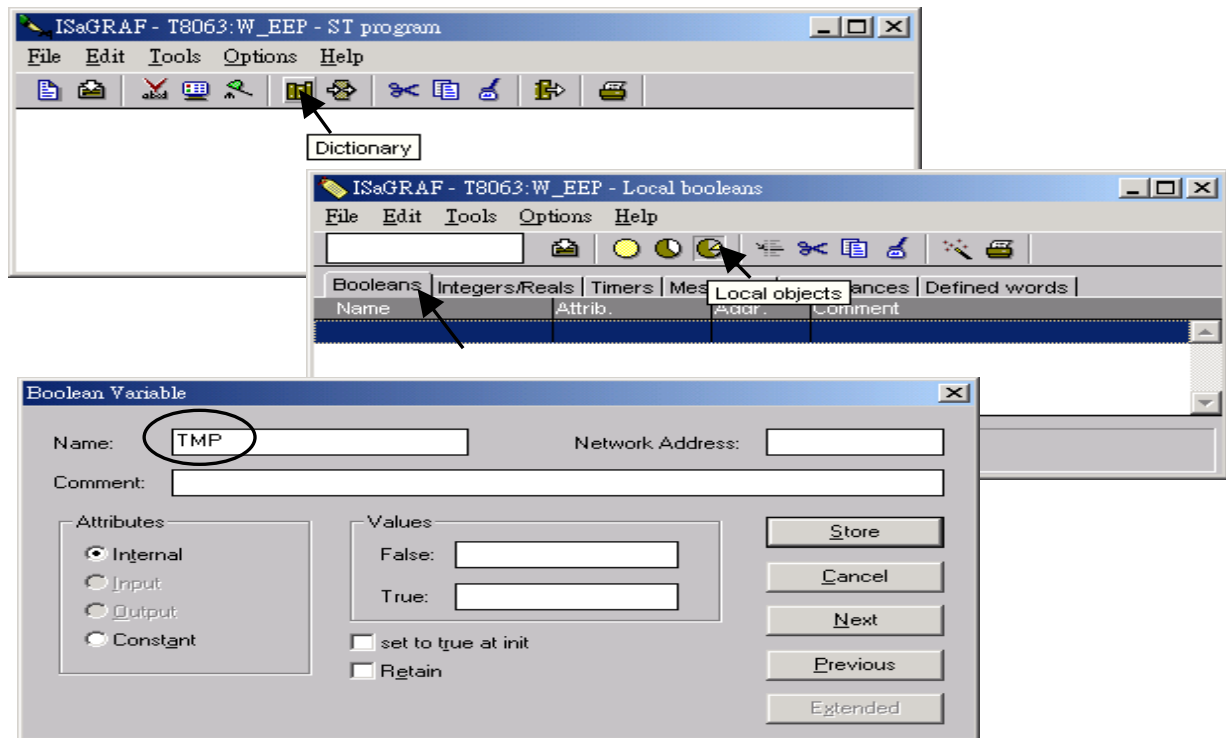 ISaGRAF - T8063:W_EEP - ST program
File Edit Tools Options Help
Dictionary
ISaGRAF - T8063:W_EEP - Local booleans
File Edit Tools Options Help
Local objects
Booleans Integers/Reals Timers Mes ances Defined words
Name Attrib. Addr. Comment
Boolean Variable
Name: TMP Network Address:
Comment:
Attributes Values
Store
Internal False:
Input Cancel
Output True:
Next
Constant set to true at init
Retain Previous
Extended